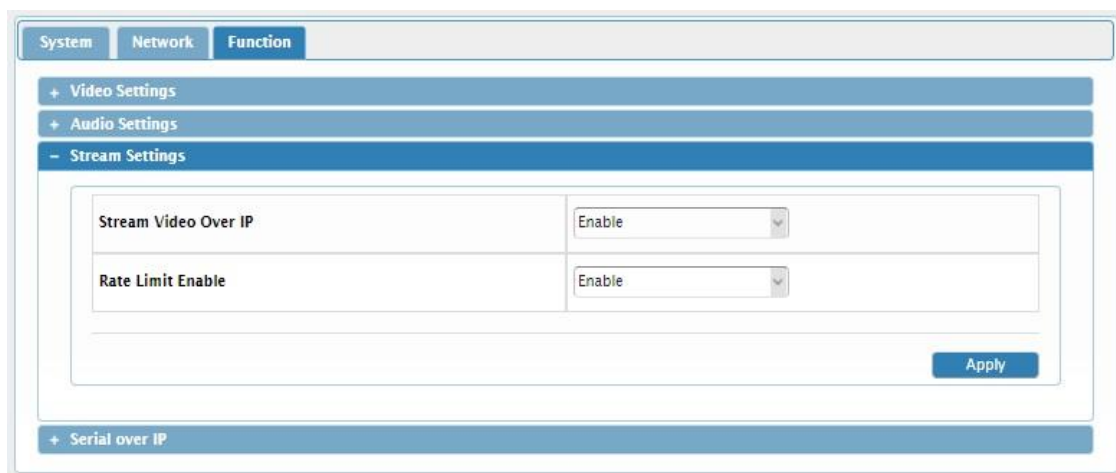 System Network Function
+ Video Settings
+ Audio Settings
− Stream Settings
Stream Video Over IP Enable
Rate Limit Enable Enable
Apply
+ Serial over IP